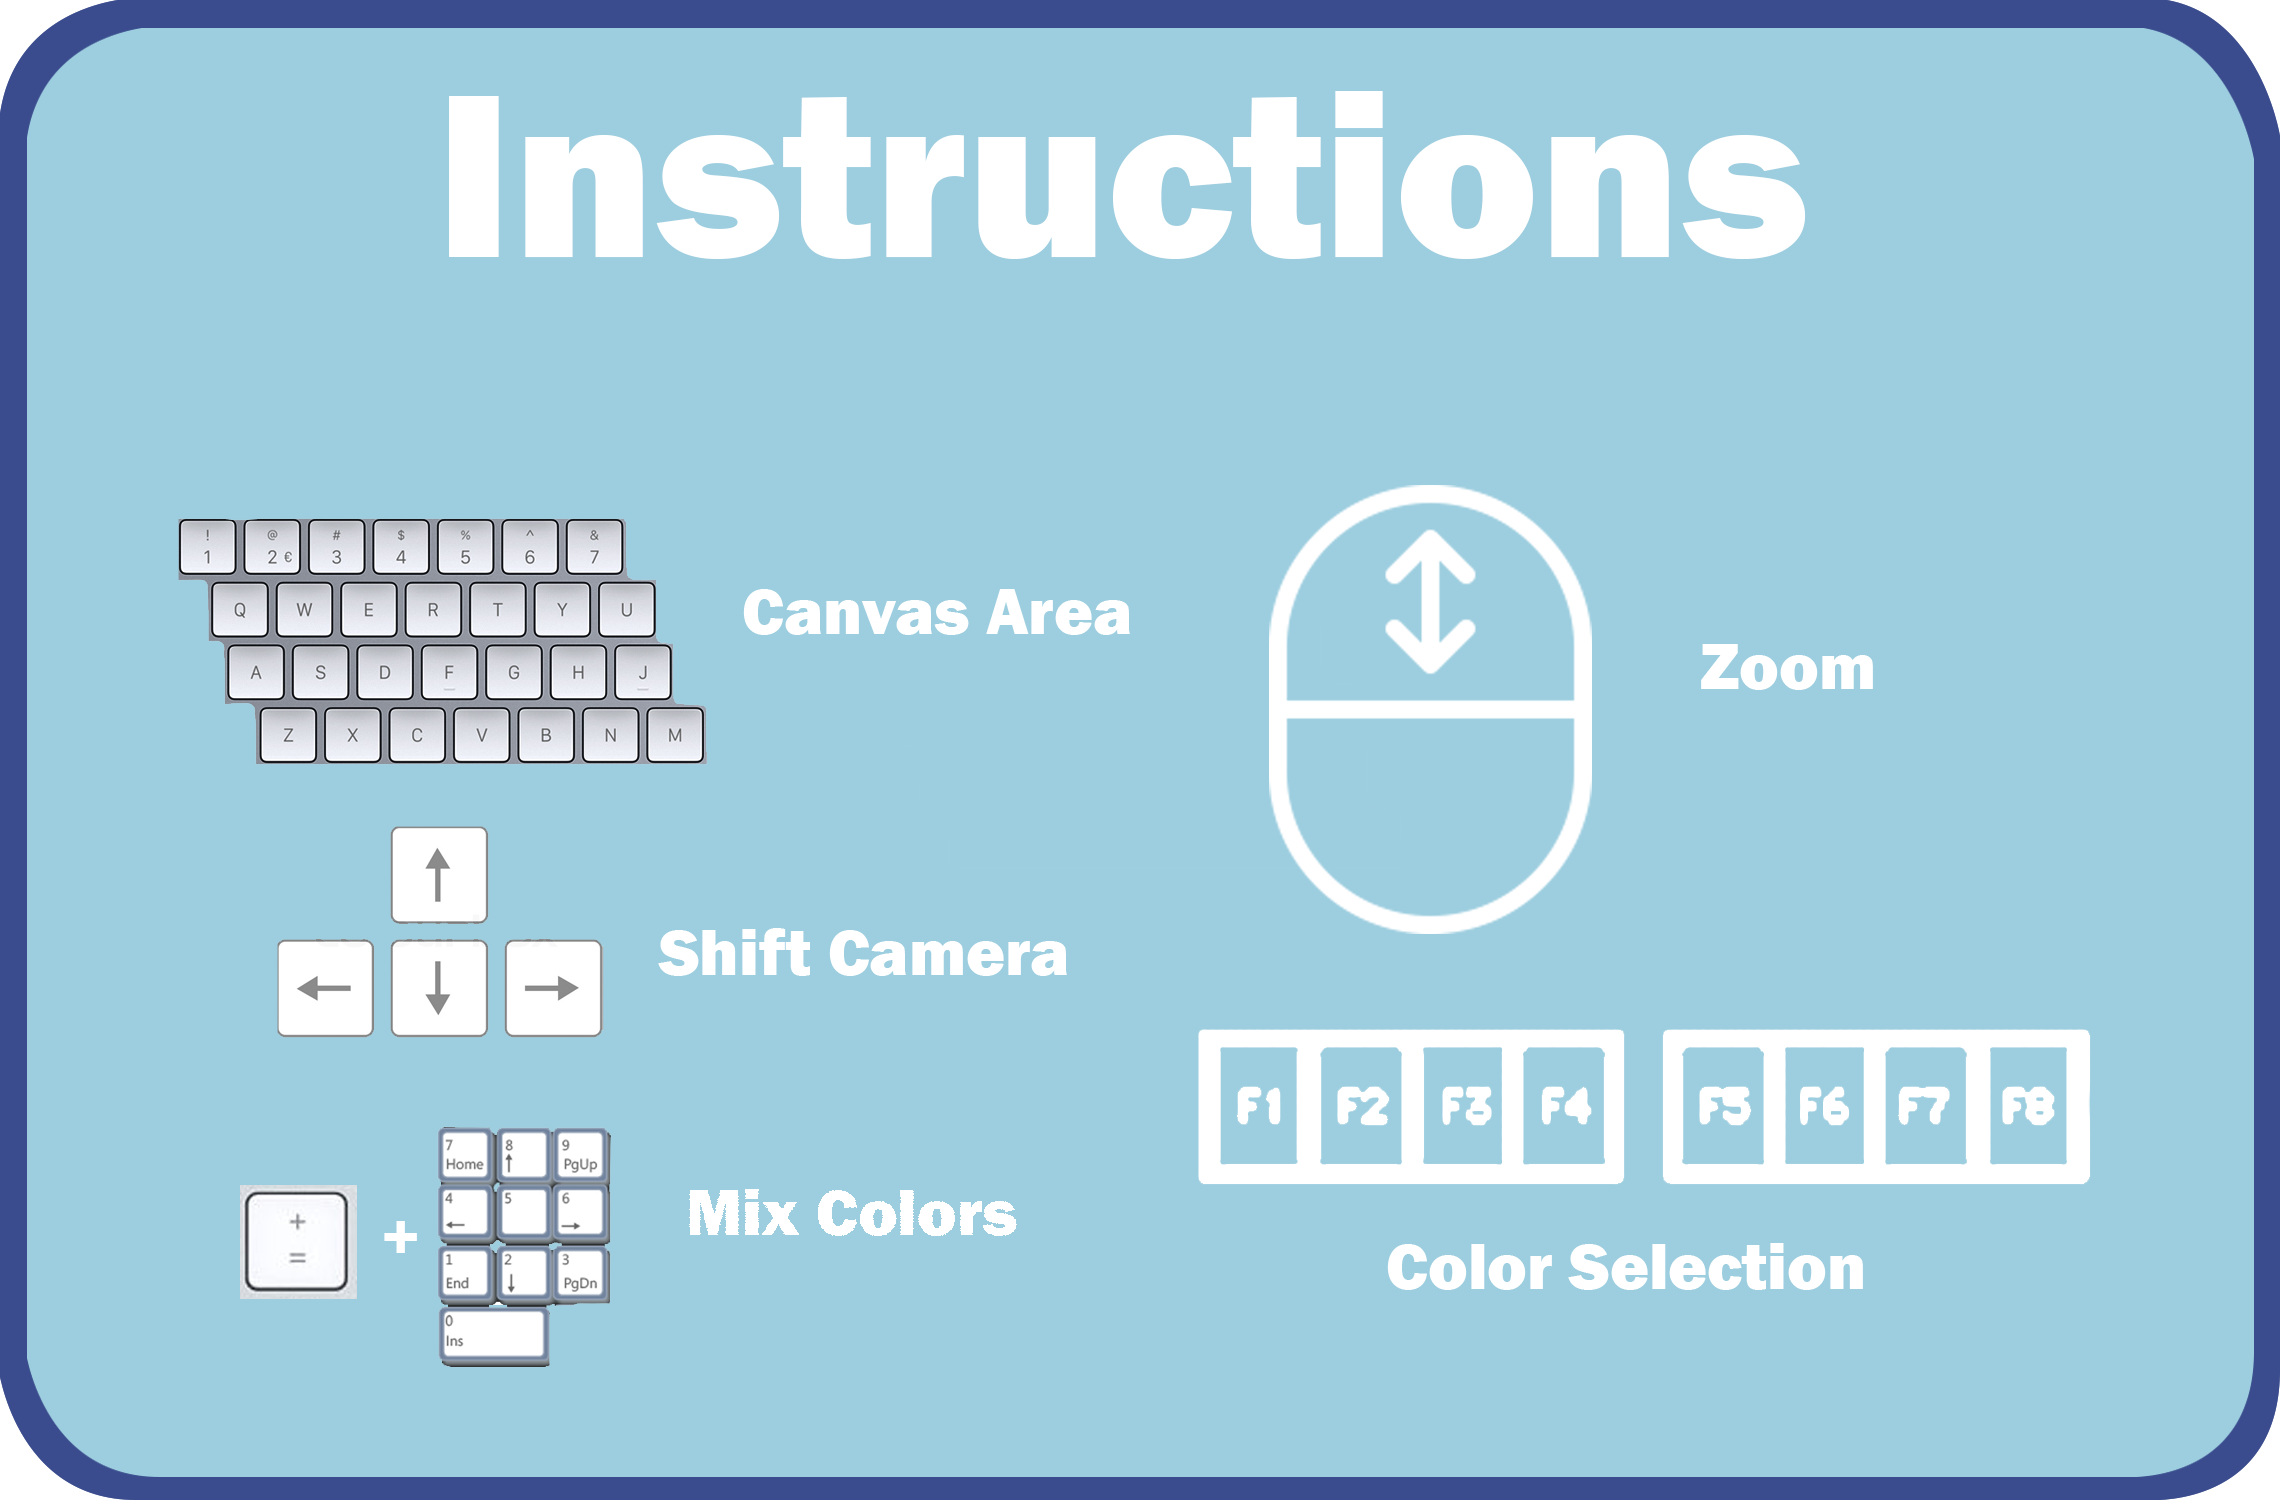 Instructions
! @ # $ % ^ &
1 2 € 3 4 5 6 7
Q W E R T Y U
A S D F G H J
Z X C V B N M
Canvas Area
Zoom
Shift Camera
F1 F2 F3 F4 F5 F6 F7 F8
Color Selection
+
=
+
7 8 9
Home PgUp
4 5 6
1 2 3
End PgDn
0
Ins
Mix Colors